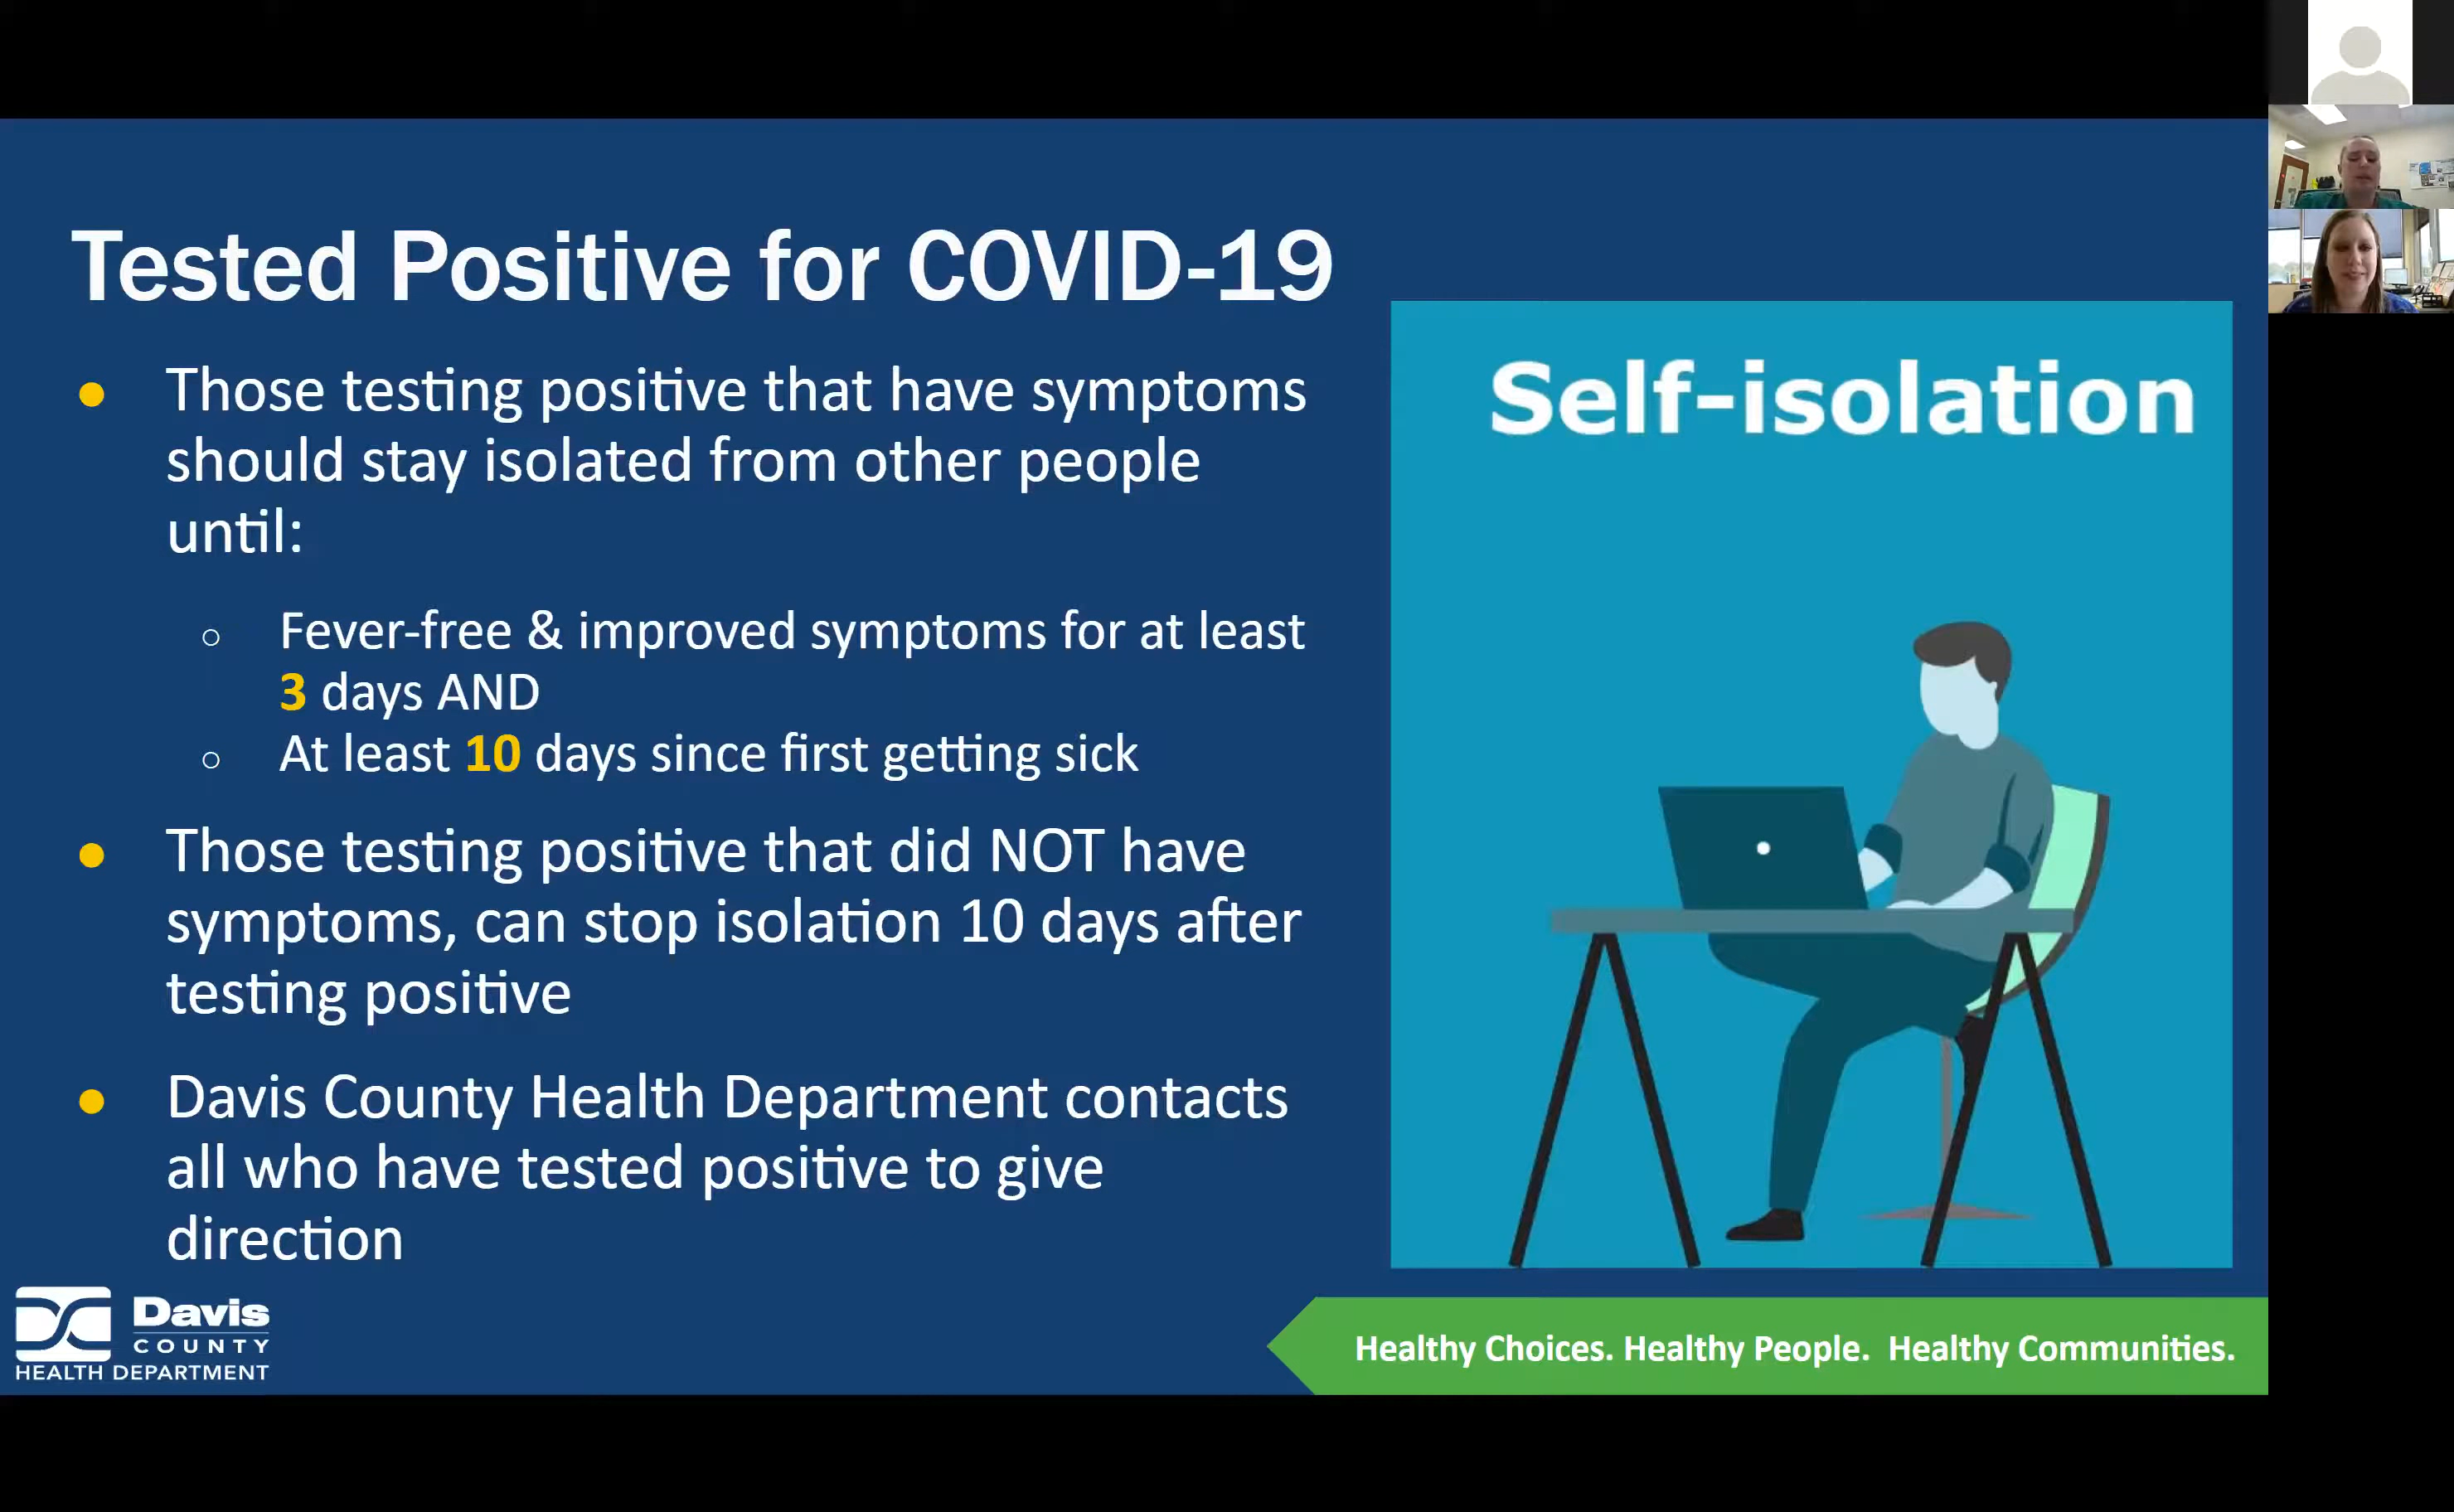 Tested Positive for COVID-19
Those testing positive that have symptoms
should stay isolated from other people
until:
Fever-free & improved symptoms for at least
3 days AND
At least 10 days since first getting sick
Those testing positive that did NOT have
symptoms, can stop isolation 10 days after
testing positive
Davis County Health Department contacts
all who have tested positive to give
direction
Self-isolation
Davis
COUNTY
HEALTH DEPARTMENT
Healthy Choices. Healthy People. Healthy Communities.